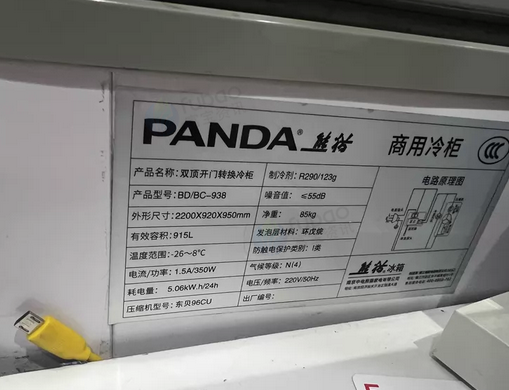 PANDA® 熊猫 商用冷柜
产品名称: 双顶开门转换冷柜 制冷剂: R290/123g
产品型号: BD/BC-938 噪音值: ≤55dB 电路原理图
外形尺寸: 2200X920X950mm 净重: 85kg
有效容积: 915L 发泡层材料: 环戊烷
温度范围: -26~8℃ 防触电保护类别: I类
电流/功率: 1.5A/350W 气候等级: N(4)
耗电量: 5.06kW.h/24h 电压/频率: 220V/50Hz
压缩机型号: 东贝96CU 出厂编号:
熊猫冰箱